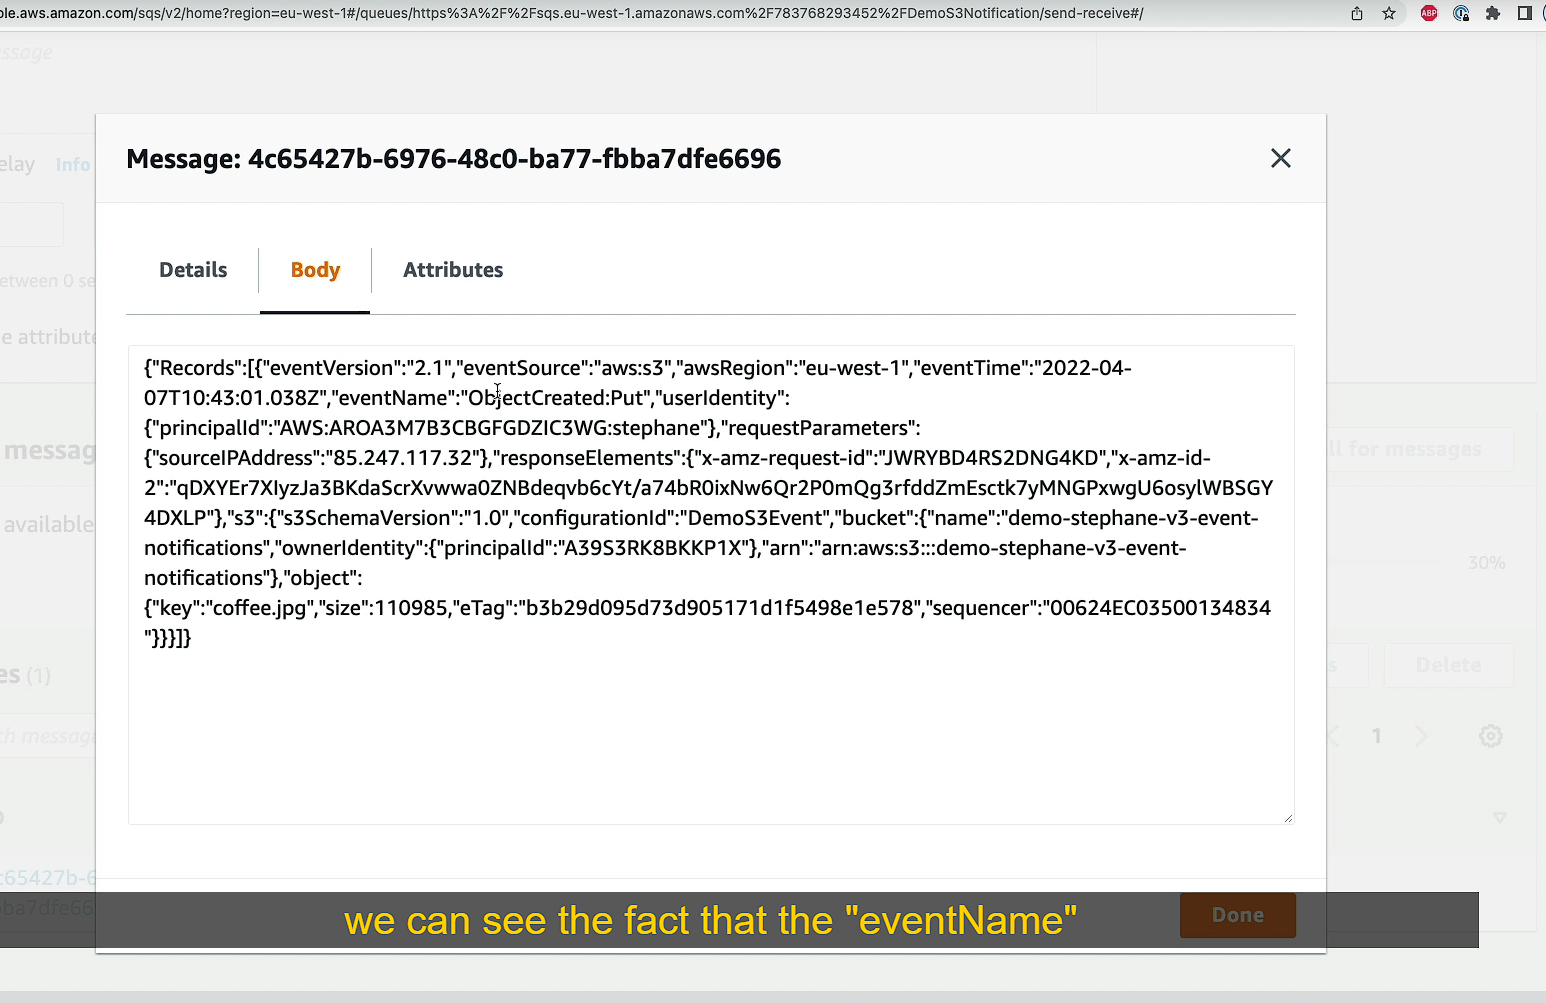 ole.aws.amazon.com/sqs/v2/home?region=eu-west-1#/queues/https%3A%2F%2Fsqs.eu-west-1.amazonaws.com%2F783768293452%2FDemoS3Notification/send-receive#/
ABP
essage
Message: 4c65427b-6976-48c0-ba77-fbba7dfe6696
elay Info
Details Body Attributes
etween 0 se
e attribute
{"Records":[{"eventVersion":"2.1","eventSource":"aws:s3","awsRegion":"eu-west-1","eventTime":"2022-04-
07T10:43:01.038Z","eventName":"ObjectCreated:Put","userIdentity":
{"principalId":"AWS:AROA3M7B3CBGFGDZIC3WG:stephane"},"requestParameters":
{"sourceIPAddress":"85.247.117.32"},"responseElements":{"x-amz-request-id":"JWRYBD4RS2DNG4KD","x-amz-id-
2":"qDXYEr7XIyzJa3BKdaScrXvwwa0ZNBdeqvb6cYt/a74bR0ixNw6Qr2P0mQg3rfddZmEsctk7yMNGPxwgU6osylWBSGY
4DXLP"},"s3":{"s3SchemaVersion":"1.0","configurationId":"DemoS3Event","bucket":{"name":"demo-stephane-v3-event-
notifications","ownerIdentity":{"principalId":"A39S3RK8BKKP1X"},"arn":"arn:aws:s3:::demo-stephane-v3-event-
notifications"},"object":
{"key":"coffee.jpg","size":110985,"eTag":"b3b29d095d73d905171d1f5498e1e578","sequencer":"00624EC03500134834
"}}}]}
messag
ll for messages
available
30%
es (1)
s Delete
ch messag
1
c65427b-6
ba7dfe66
we can see the fact that the "eventName"
Done